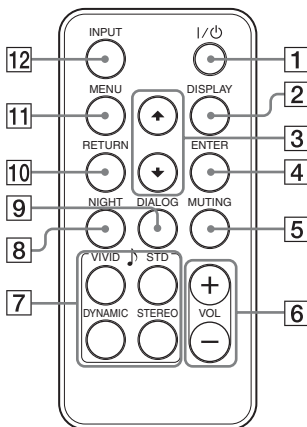 INPUT I/⏻
12 1
MENU DISPLAY
11 2
3
RETURN ENTER
10 4
9
NIGHT DIALOG MUTING
8 5
VIVID ♪ STD
7 + 6
DYNAMIC STEREO VOL
−